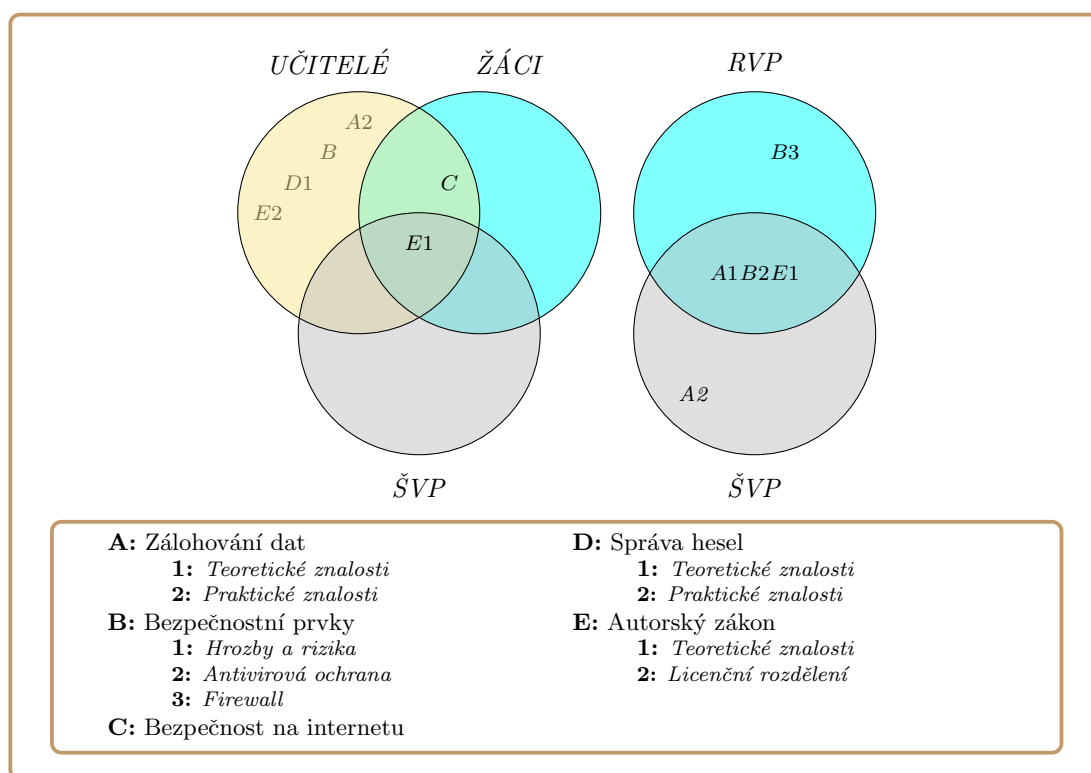 UČITELÉ ŽÁCI RVP
A2
B
B3
D1
C
E2
E1
A1B2E1
A2
ŠVP ŠVP
A: Zálohování dat
1: Teoretické znalosti
2: Praktické znalosti
B: Bezpečnostní prvky
1: Hrozby a rizika
2: Antivirová ochrana
3: Firewall
C: Bezpečnost na internetu
D: Správa hesel
1: Teoretické znalosti
2: Praktické znalosti
E: Autorský zákon
1: Teoretické znalosti
2: Licenční rozdělení